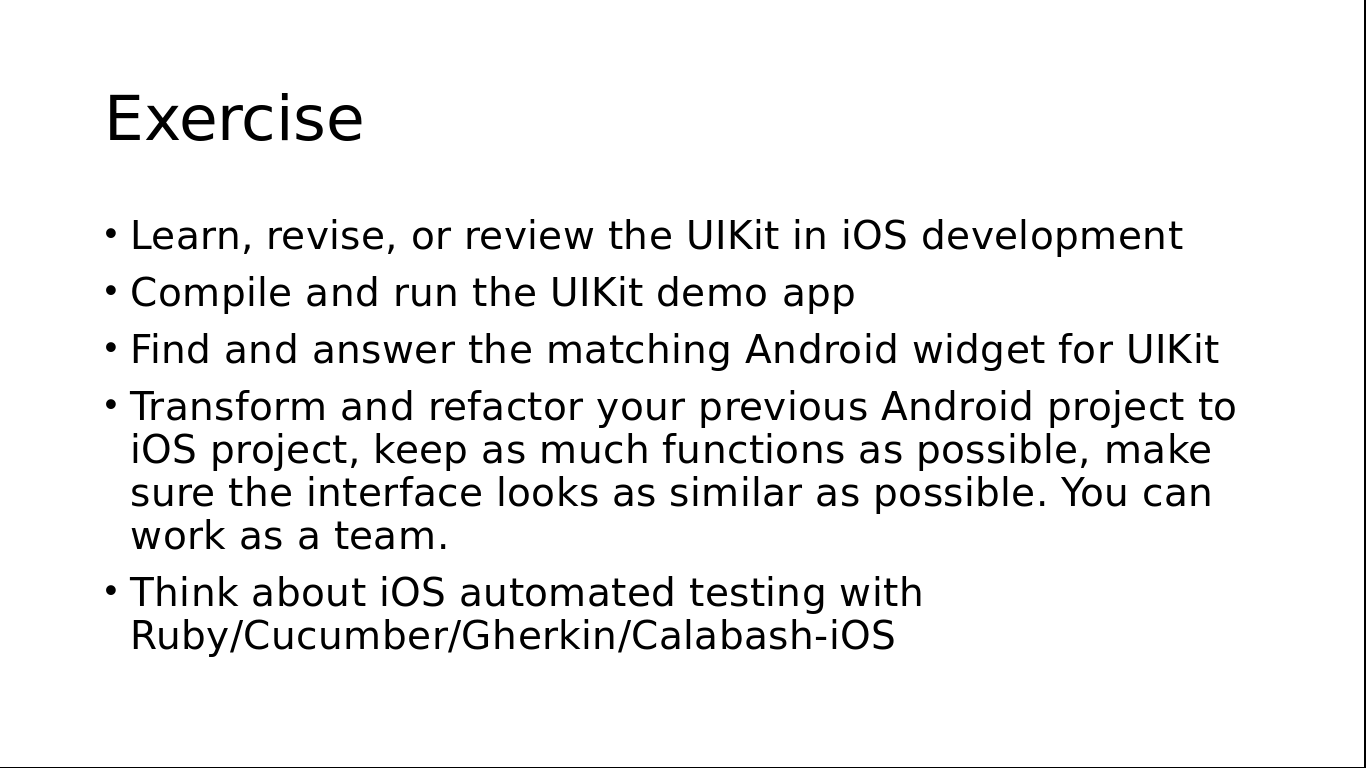 Exercise
• Learn, revise, or review the UIKit in iOS development
• Compile and run the UIKit demo app
• Find and answer the matching Android widget for UIKit
• Transform and refactor your previous Android project to
iOS project, keep as much functions as possible, make
sure the interface looks as similar as possible. You can
work as a team.
• Think about iOS automated testing with
Ruby/Cucumber/Gherkin/Calabash-iOS